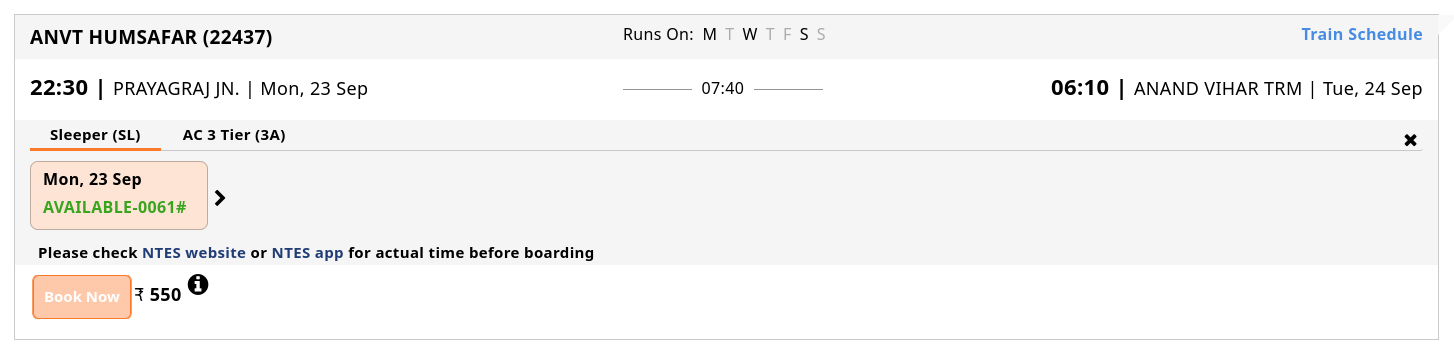 ANVT HUMSAFAR (22437) Runs On: M T W T F S S Train Schedule
22:30 | PRAYAGRAJ JN. | Mon, 23 Sep 07:40 06:10 | ANAND VIHAR TRM | Tue, 24 Sep
Sleeper (SL) AC 3 Tier (3A)
Mon, 23 Sep
AVAILABLE-0061#
Please check NTES website or NTES app for actual time before boarding
Book Now ₹ 550